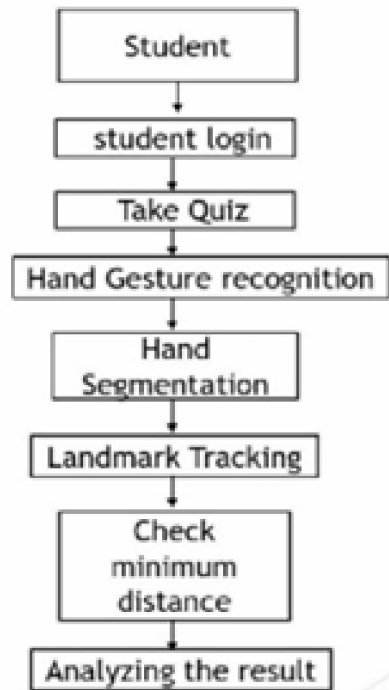 Student
student login
Take Quiz
Hand Gesture recognition
Hand
Segmentation
Landmark Tracking
Check
minimum
distance
Analyzing the result